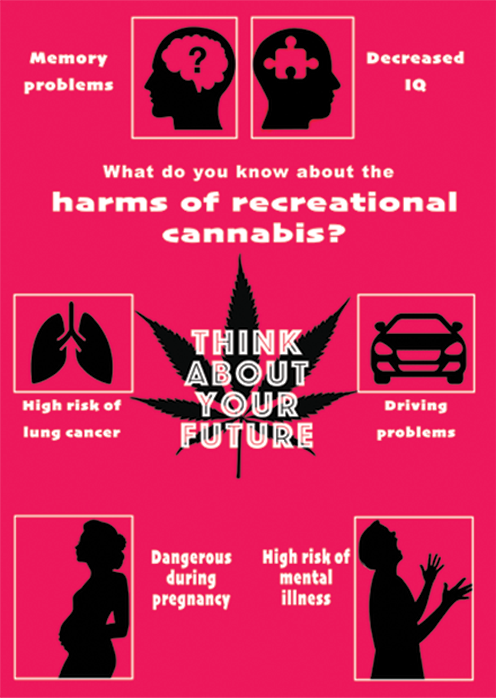 Memory
problems
?
Decreased
IQ
What do you know about the
harms of recreational
cannabis?
THINK
ABOUT
YOUR
FUTURE
High risk of
lung cancer
Driving
problems
Dangerous
during
pregnancy
High risk of
mental
illness